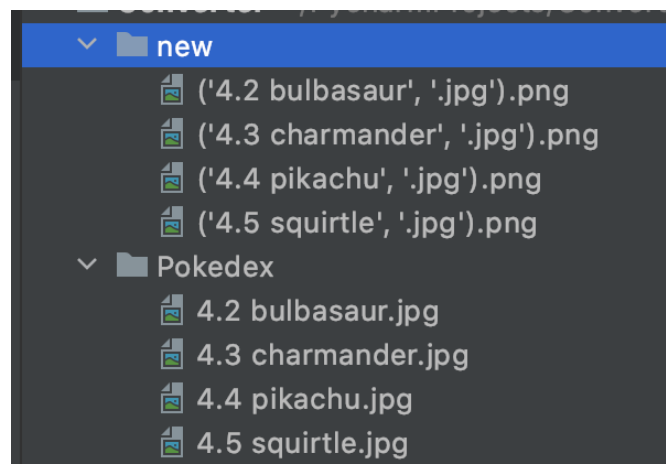 new
('4.2 bulbasaur', '.jpg').png
('4.3 charmander', '.jpg').png
('4.4 pikachu', '.jpg').png
('4.5 squirtle', '.jpg').png
Pokedex
4.2 bulbasaur.jpg
4.3 charmander.jpg
4.4 pikachu.jpg
4.5 squirtle.jpg